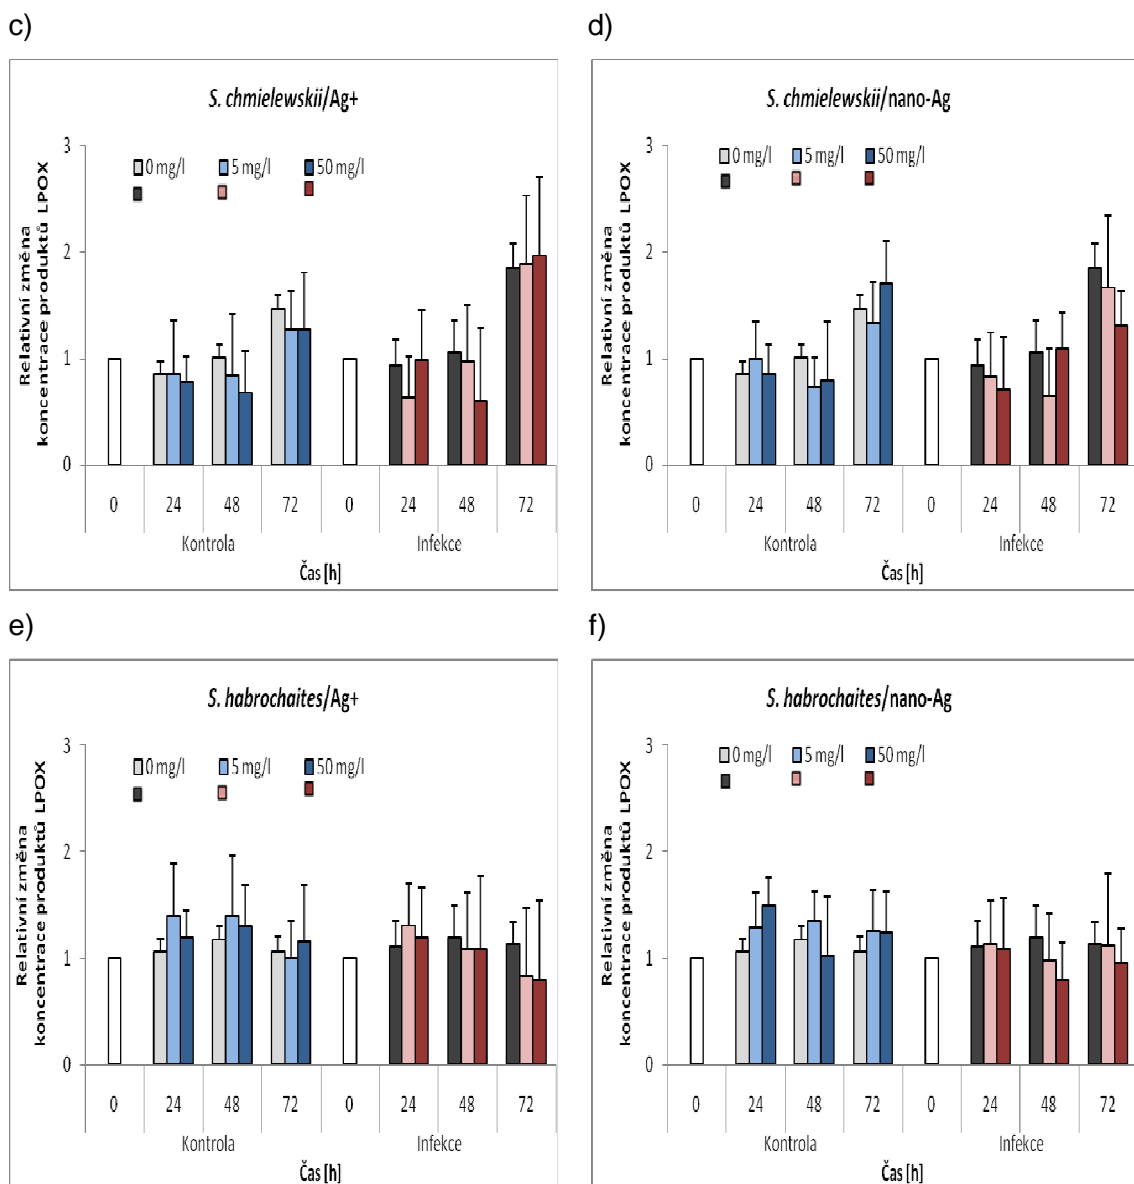 c)
S. chmielewskii/Ag+
Relativní změna
koncentrace produktů LPOX
3
2
1
0
0 mg/l 5 mg/l 50 mg/l
0 24 48 72 0 24 48 72
Kontrola Infekce
Čas [h]
d)
S. chmielewskii/nano-Ag
Relativní změna
koncentrace produktů LPOX
3
2
1
0
0 mg/l 5 mg/l 50 mg/l
0 24 48 72 0 24 48 72
Kontrola Infekce
Čas [h]
e)
S. habrochaites/Ag+
Relativní změna
koncentrace produktů LPOX
3
2
1
0
0 mg/l 5 mg/l 50 mg/l
0 24 48 72 0 24 48 72
Kontrola Infekce
Čas [h]
f)
S. habrochaites/nano-Ag
Relativní změna
koncentrace produktů LPOX
3
2
1
0
0 mg/l 5 mg/l 50 mg/l
0 24 48 72 0 24 48 72
Kontrola Infekce
Čas [h]